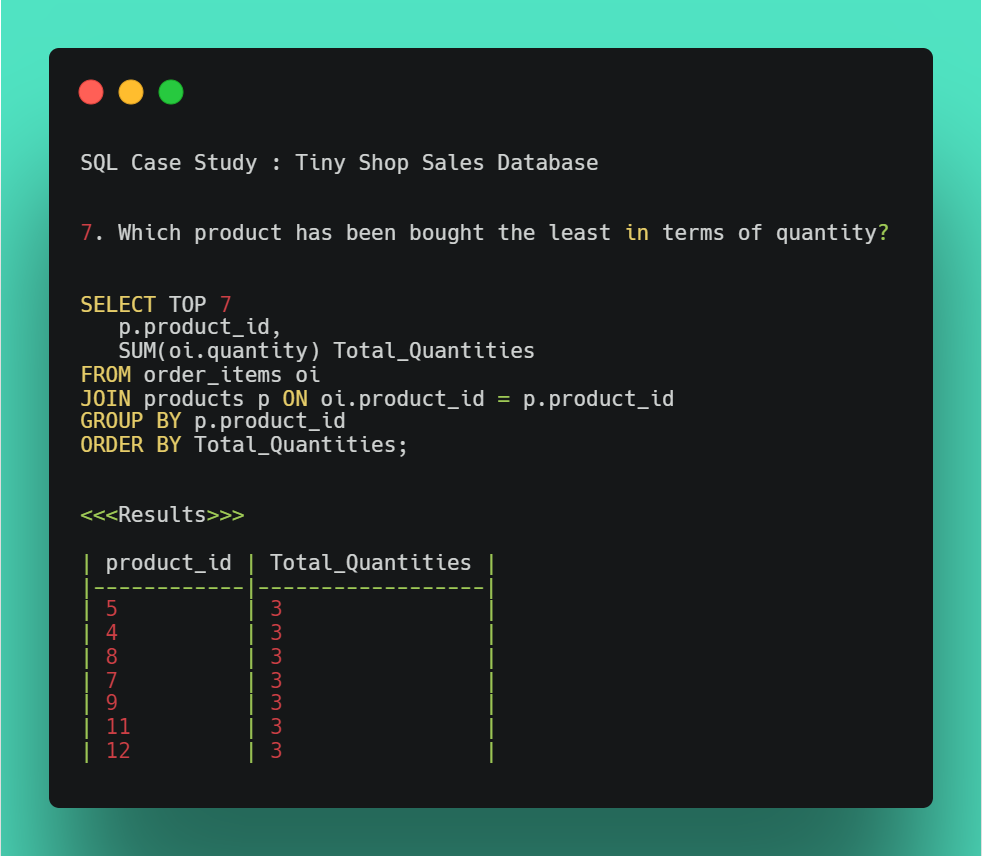 SQL Case Study : Tiny Shop Sales Database
7. Which product has been bought the least in terms of quantity?
SELECT TOP 7
   p.product_id,
   SUM(oi.quantity) Total_Quantities
FROM order_items oi
JOIN products p ON oi.product_id = p.product_id
GROUP BY p.product_id
ORDER BY Total_Quantities;
<<<Results>>>
| product_id | Total_Quantities |
|------------|------------------|
| 5          | 3                |
| 4          | 3                |
| 8          | 3                |
| 7          | 3                |
| 9          | 3                |
| 11         | 3                |
| 12         | 3                |